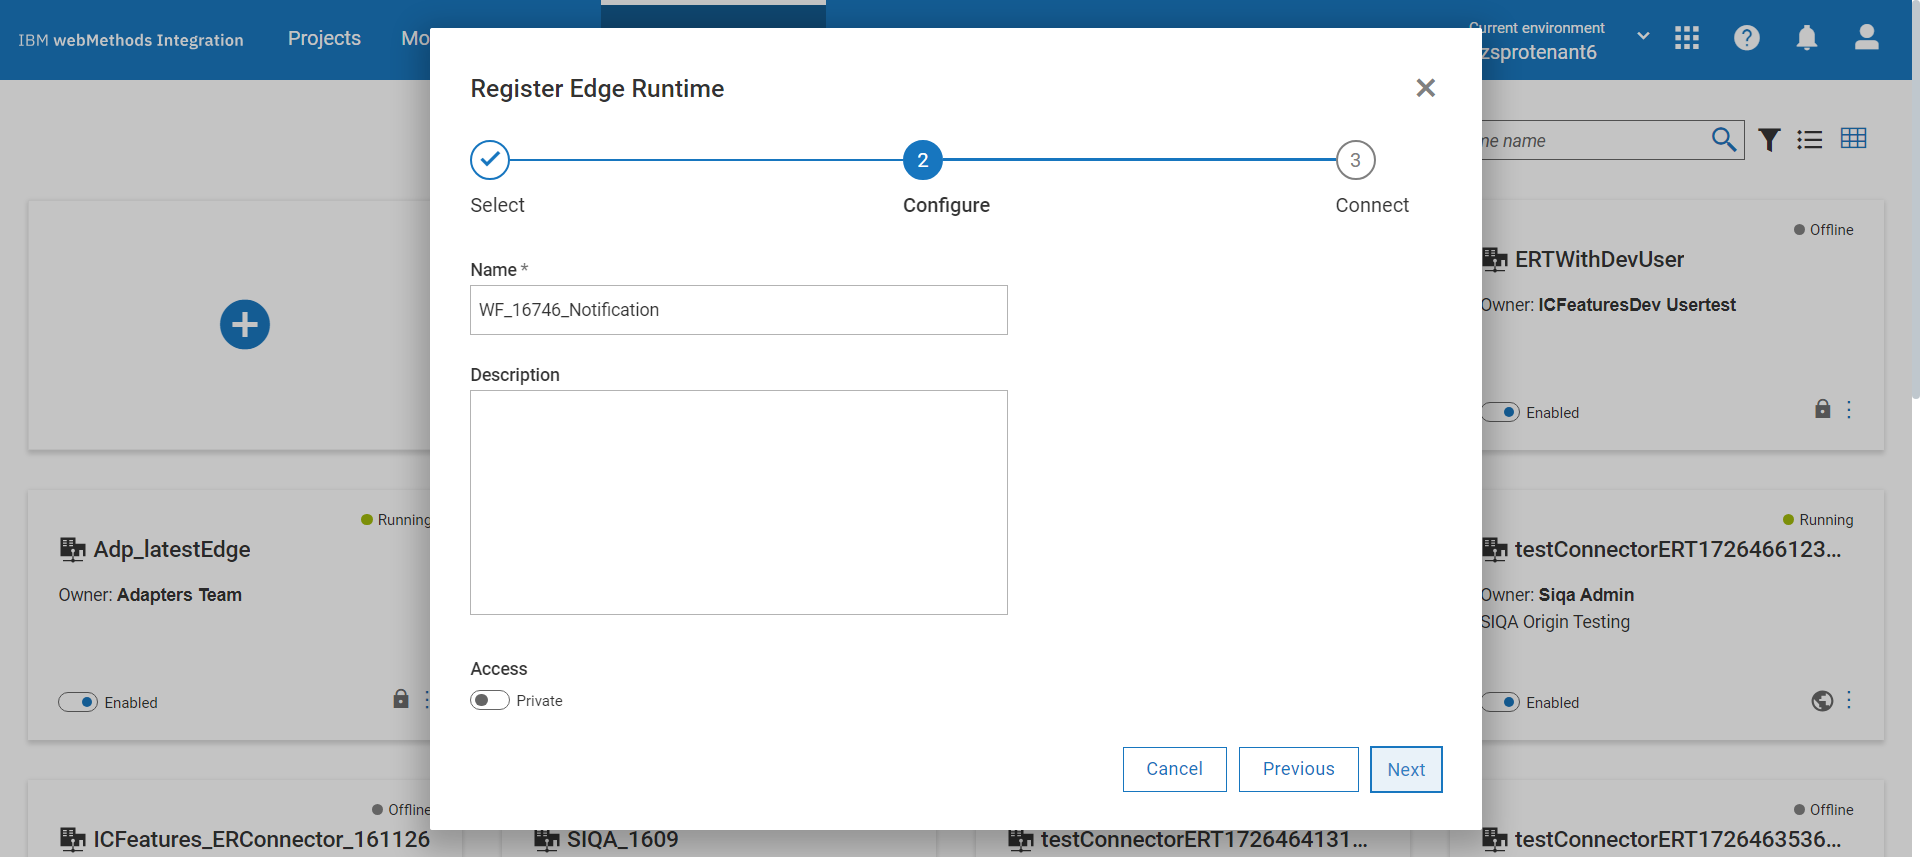 IBM webMethods Integration
Projects
Mo
Current environment
zsprotenant6
Register Edge Runtime
2
3
Select
Configure
Connect
me name
Name *
WF_16746_Notification
Description
Access
Private
Cancel
Previous
Next
Offline
ERTWithDevUser
Owner: ICFeaturesDev Usertest
Enabled
Running
Adp_latestEdge
Owner: Adapters Team
Enabled
Running
testConnectorERT1726466123...
Owner: Siqa Admin
SIQA Origin Testing
Enabled
Offline
ICFeatures_ERConnector_161126
SIQA_1609
testConnectorERT1726464131...
Offline
testConnectorERT1726463536...